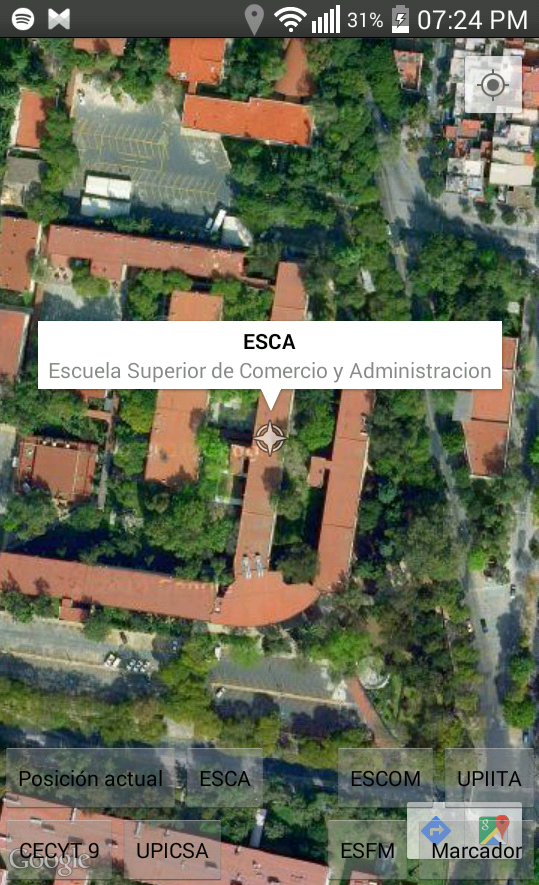 31% 07:24 PM
ESCA
Escuela Superior de Comercio y Administracion
Posición actual ESCA ESCOM UPIITA
CECYT 9 UPICSA ESFM Marcador
Google